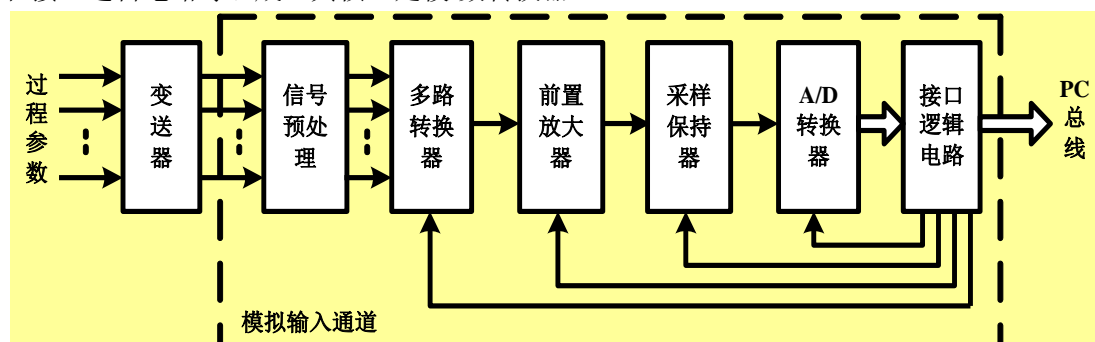 过
程
参
数
变
送
器
信号
预处
理
多路
转换
器
前置
放大
器
采样
保持
器
A/D
转换
器
接口
逻辑
电路
PC
总
线
模拟输入通道